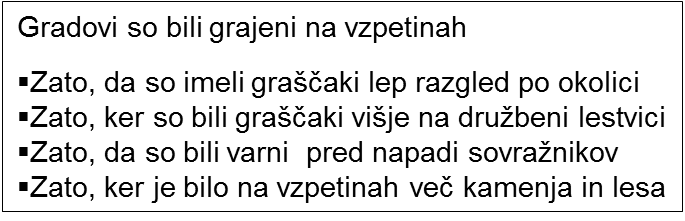 Gradovi so bili grajeni na vzpetinah
▪Zato, da so imeli graščaki lep razgled po okolici
▪Zato, ker so bili graščaki višje na družbeni lestvici
▪Zato, da so bili varni  pred napadi sovražnikov
▪Zato, ker je bilo na vzpetinah več kamenja in lesa